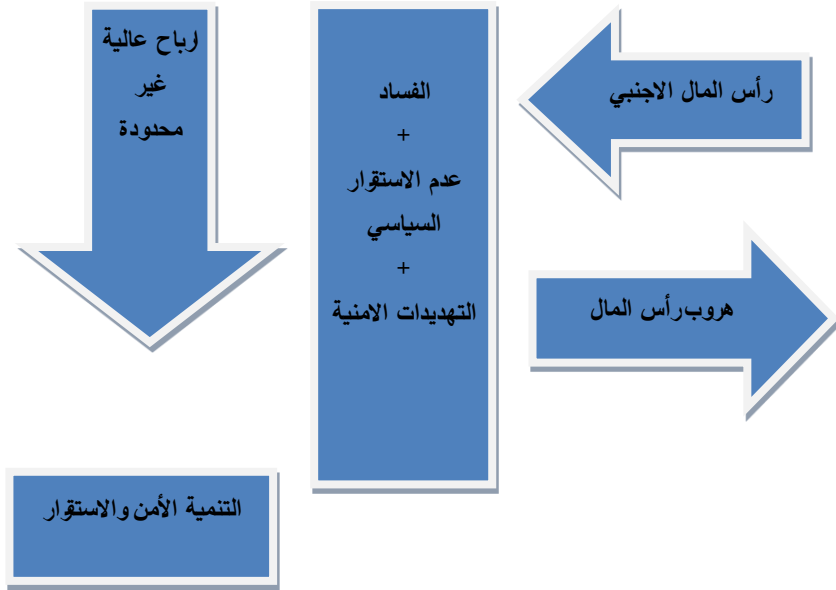 رأس المال الاجنبي
هروب رأس المال
الفساد
+
عدم الاستقرار
السياسي
+
التهديدات الامنية
ارباح عالية
غير
محدودة
التنمية الأمن والاستقرار